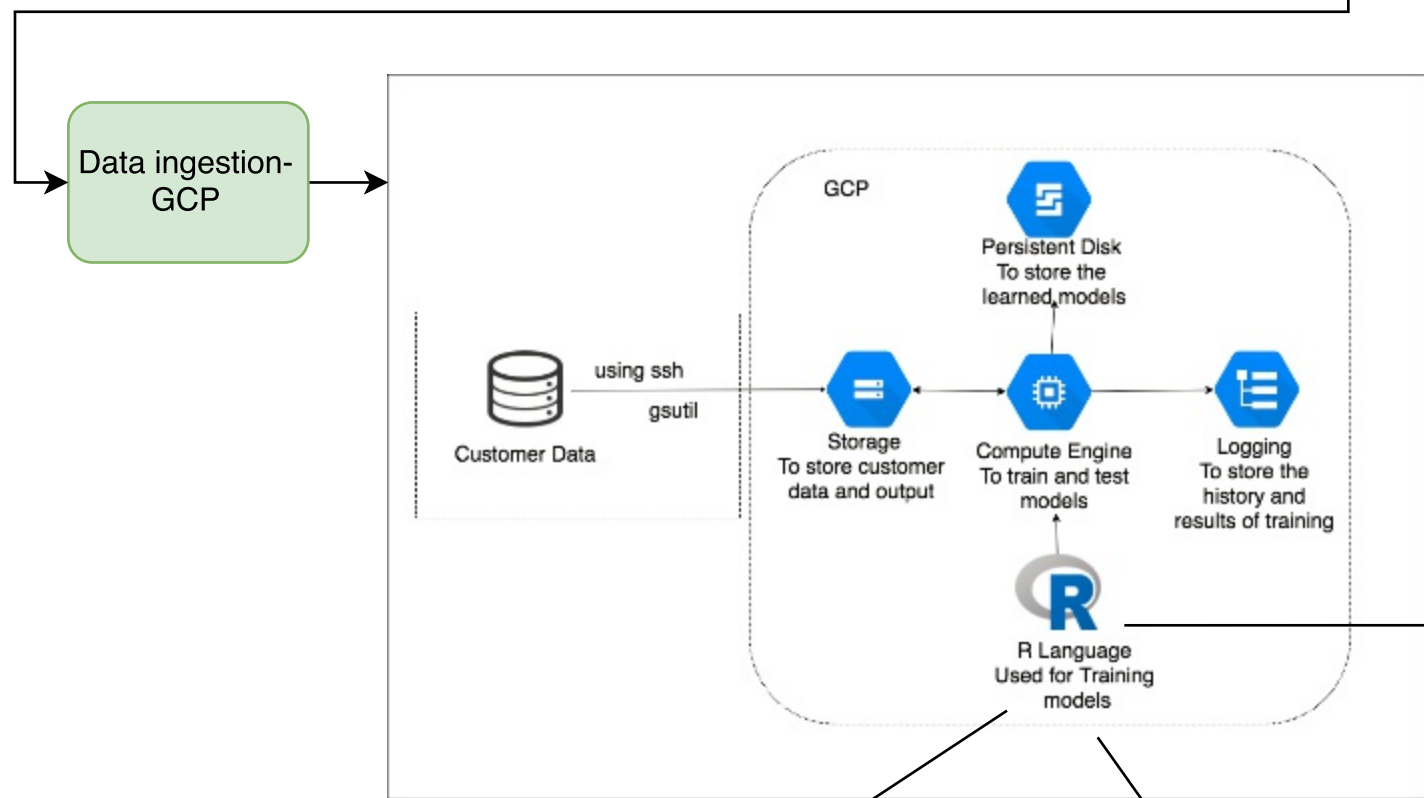 Data ingestion-
GCP
GCP
Persistent Disk
To store the
learned models
using ssh
gsutil
Customer Data
Storage
To store customer
data and output
Compute Engine
To train and test
models
Logging
To store the
history and
results of training
R
R Language
Used for Training
models